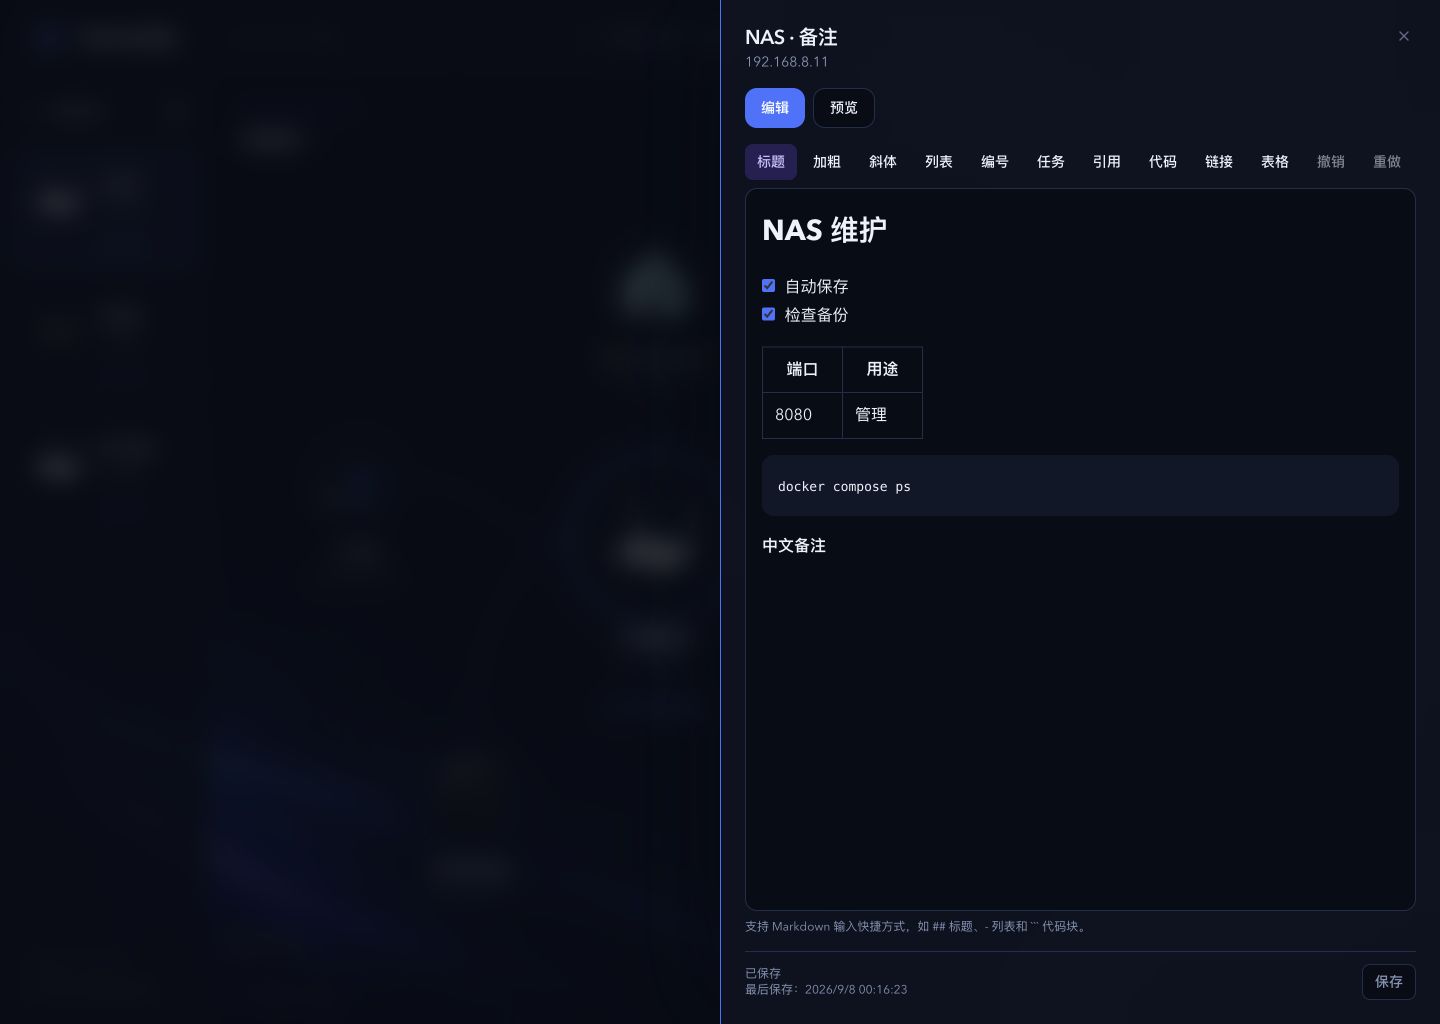 NAS · 备注
192.168.8.11
编辑 预览
标题 加粗 斜体 列表 编号 任务 引用 代码 链接 表格 撤销 重做
NAS 维护
自动保存
检查备份
端口 用途
8080 管理
docker compose ps
中文备注
支持 Markdown 输入快捷方式，如 ## 标题、- 列表和 ``` 代码块。
已保存
最后保存：2026/9/8 00:16:23
保存